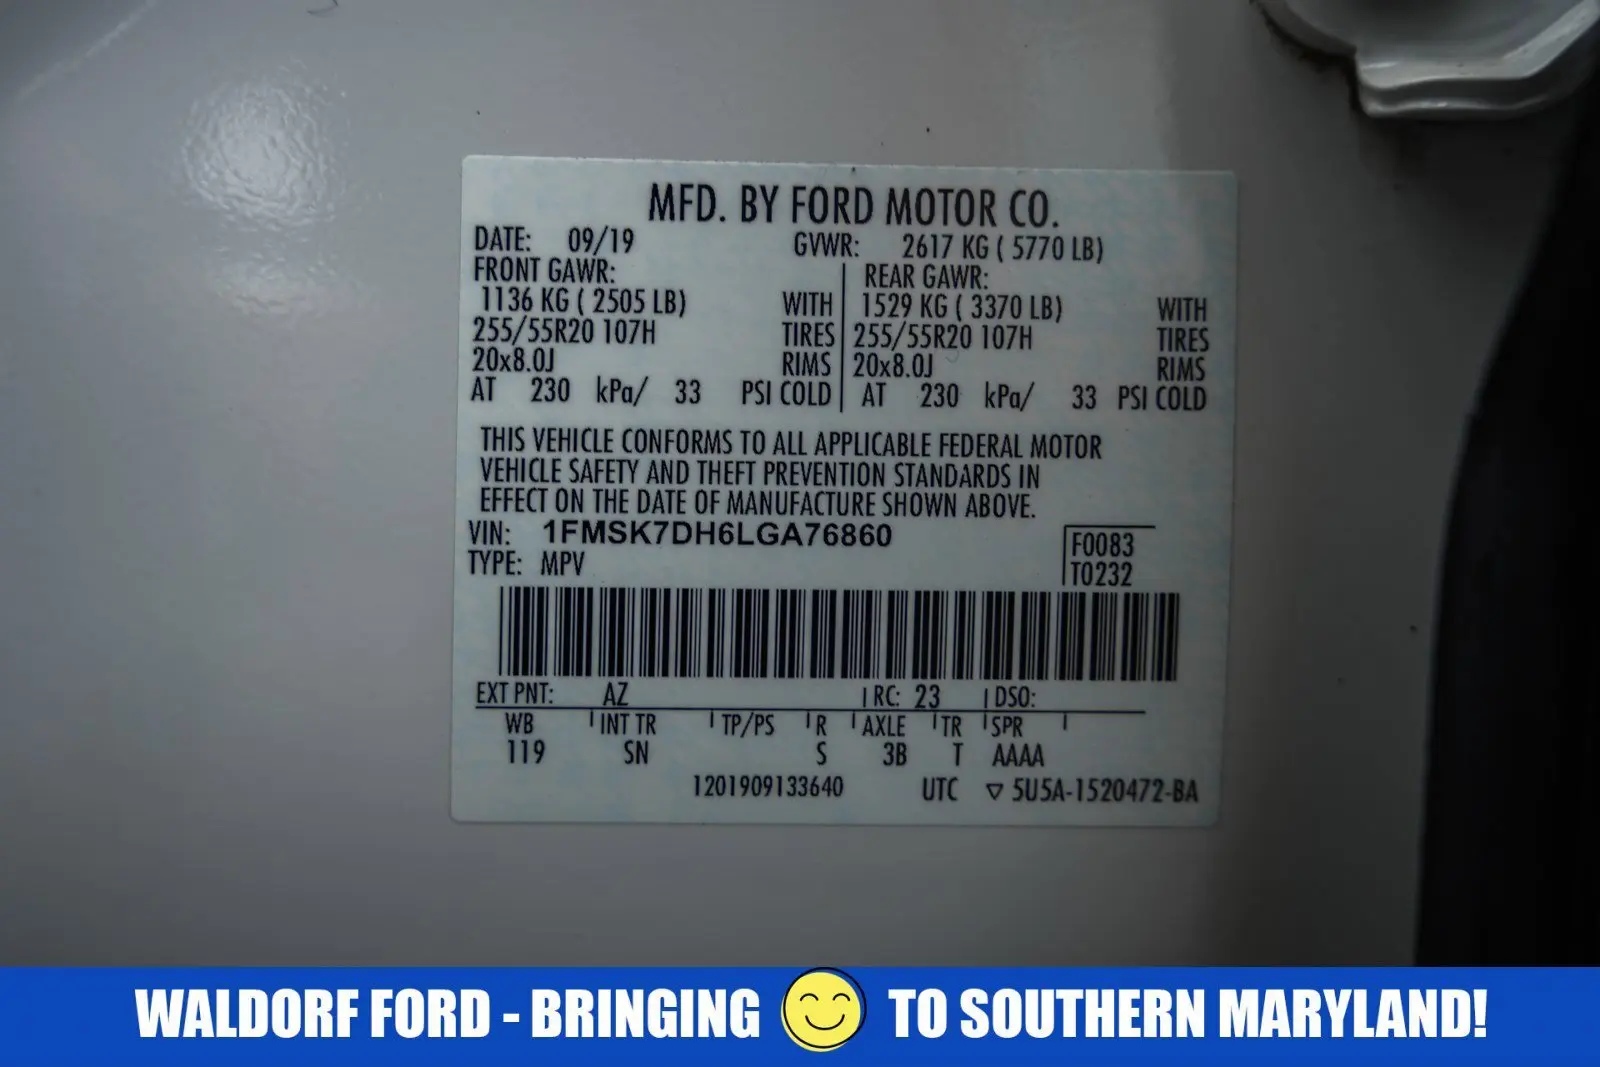 MFD. BY FORD MOTOR CO.
DATE: 09/19 GVWR: 2617 KG ( 5770 LB)
FRONT GAWR: REAR GAWR:
1136 KG ( 2505 LB) WITH 1529 KG ( 3370 LB) WITH
255/55R20 107H TIRES 255/55R20 107H TIRES
20x8.0J RIMS 20x8.0J RIMS
AT 230 kPa/ 33 PSI COLD AT 230 kPa/ 33 PSI COLD
THIS VEHICLE CONFORMS TO ALL APPLICABLE FEDERAL MOTOR
VEHICLE SAFETY AND THEFT PREVENTION STANDARDS IN
EFFECT ON THE DATE OF MANUFACTURE SHOWN ABOVE.
VIN: 1FMSK7DH6LGA76860 F0083
TYPE: MPV T0232
EXT PNT: AZ RC: 23 DSO:
WB INT TR TP/PS R AXLE TR SPR
119 SN S 3B T AAAA
1201909133640 UTC ▽ 5U5A-1520472-BA
WALDORF FORD - BRINGING TO SOUTHERN MARYLAND!